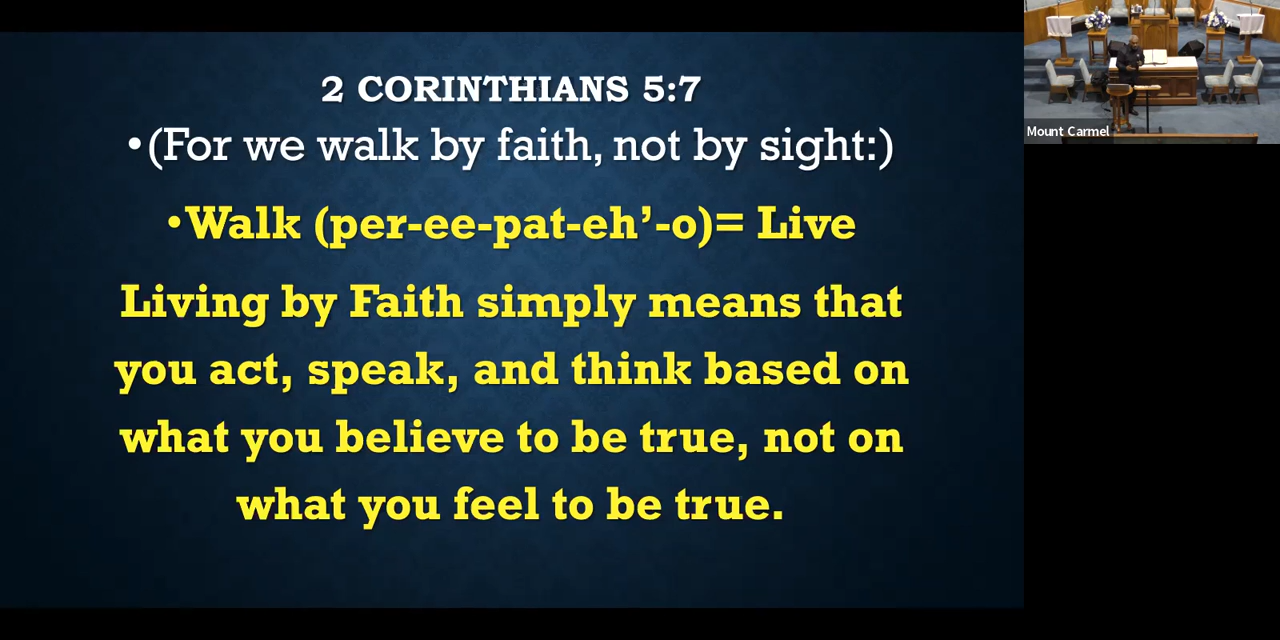 2 CORINTHIANS 5:7
•(For we walk by faith, not by sight:)
•Walk (per-ee-pat-eh’-o)= Live
Living by Faith simply means that
you act, speak, and think based on
what you believe to be true, not on
what you feel to be true.
Mount Carmel